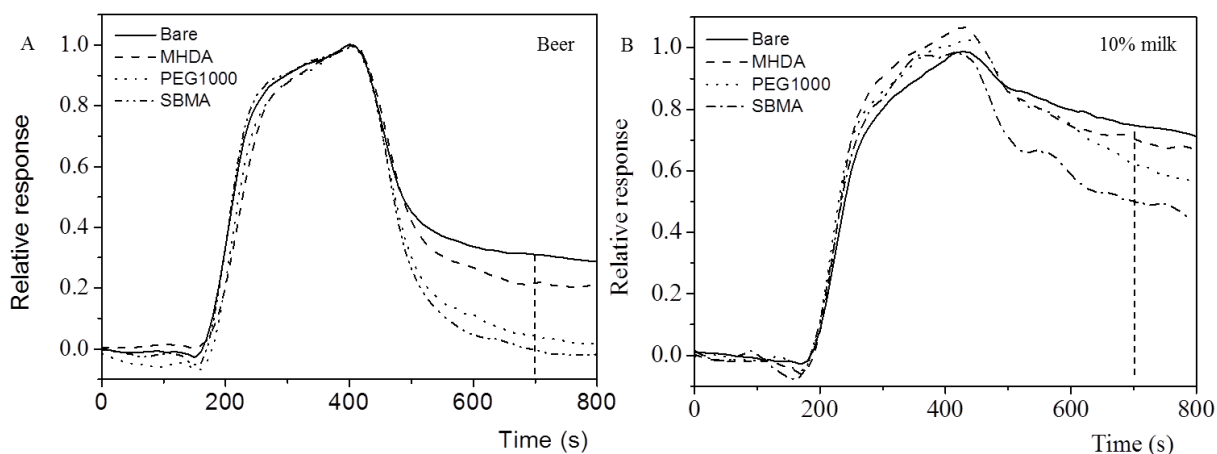 A
Beer
Bare
MHDA
PEG1000
SBMA
1.0
0.8
0.6
0.4
0.2
0.0
Relative response
0
200
400
600
800
Time (s)
B
10% milk
Bare
MHDA
PEG1000
SBMA
1.0
0.8
0.6
0.4
0.2
0.0
Relative response
0
200
400
600
800
Time (s)